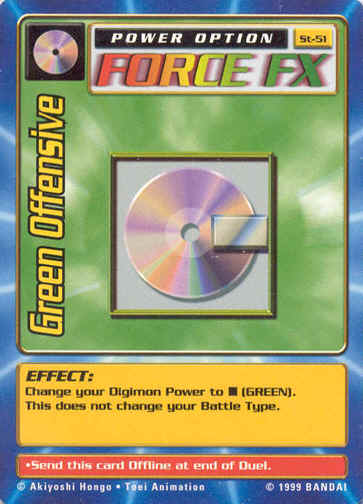 POWER OPTION
St-51
FORCE FX
Green Offensive
EFFECT:
Change your Digimon Power to ■ (GREEN).
This does not change your Battle Type.
•Send this card Offline at end of Duel.
© Akiyoshi Hongo • Toei Animation
© 1999 BANDAI